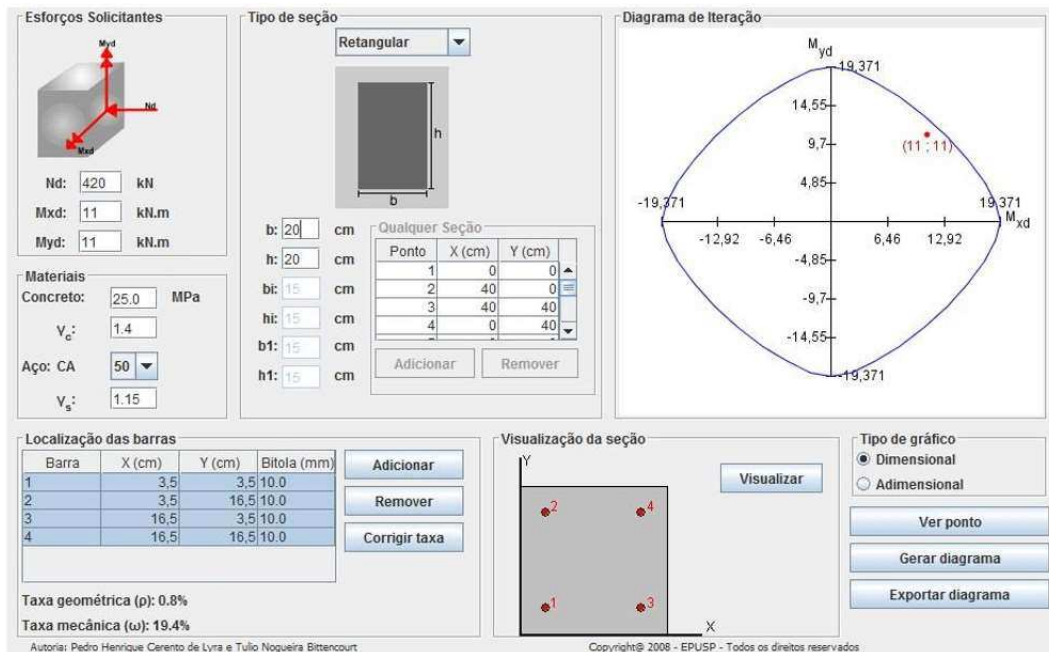 Esforços Solicitantes
Myd
Nd
Mxd
Nd: 420 kN
Mxd: 11 kN.m
Myd: 11 kN.m
Materiais
Concreto: 25.0 MPa
γc: 1.4
Aço: CA 50
γs: 1.15
Tipo de seção
Retangular
h
b
b: 20 cm
h: 20 cm
bi: 15 cm
hi: 15 cm
b1: 15 cm
h1: 15 cm
Qualquer Seção
Ponto X (cm) Y (cm)
1 0 0
2 40 0
3 40 40
4 0 40
Adicionar Remover
Diagrama de Iteração
Myd
19,371
14,55
9,7
(11 ; 11)
4,85
-19,371 19,371
Mxd
-12,92 -6,46 6,46 12,92
-4,85
-9,7
-14,55
-19,371
Localização das barras
Barra X (cm) Y (cm) Bitola (mm)
1 3,5 3,5 10.0
2 3,5 16,5 10.0
3 16,5 3,5 10.0
4 16,5 16,5 10.0
Adicionar
Remover
Corrigir taxa
Taxa geométrica (ρ): 0.8%
Taxa mecânica (ω): 19.4%
Visualização da seção
Y
2 4
1 3
X
Visualizar
Tipo de gráfico
Dimensional
Adimensional
Ver ponto
Gerar diagrama
Exportar diagrama
Autoria: Pedro Henrique Cerento de Lyra e Tulio Nogueira Bittencourt
Copyright@ 2008 - EPUSP - Todos os direitos reservados